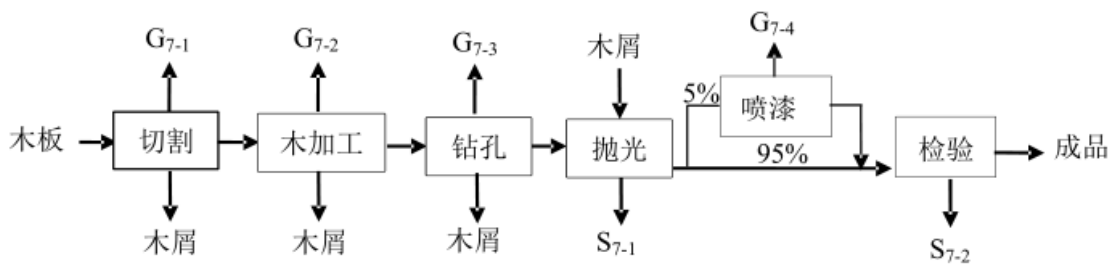 G7-1
G7-2
G7-3
木屑
G7-4
5%
喷漆
木板
切割
木加工
钻孔
抛光
95%
检验
成品
木屑
木屑
木屑
S7-1
S7-2